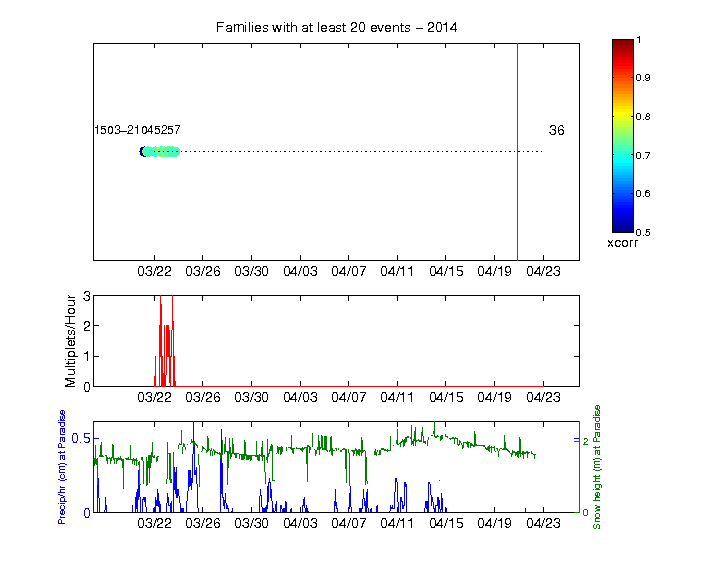 Families with at least 20 events – 2014
1503–21045257
36
03/22 03/26 03/30 04/03 04/07 04/11 04/15 04/19 04/23
1
0.9
0.8
0.7
0.6
0.5
xcorr
Multiplets/Hour
3
2
1
0
03/22 03/26 03/30 04/03 04/07 04/11 04/15 04/19 04/23
Precip/hr (cm) at Paradise
0.5
0
2
0
Snow height (m) at Paradise
03/22 03/26 03/30 04/03 04/07 04/11 04/15 04/19 04/23